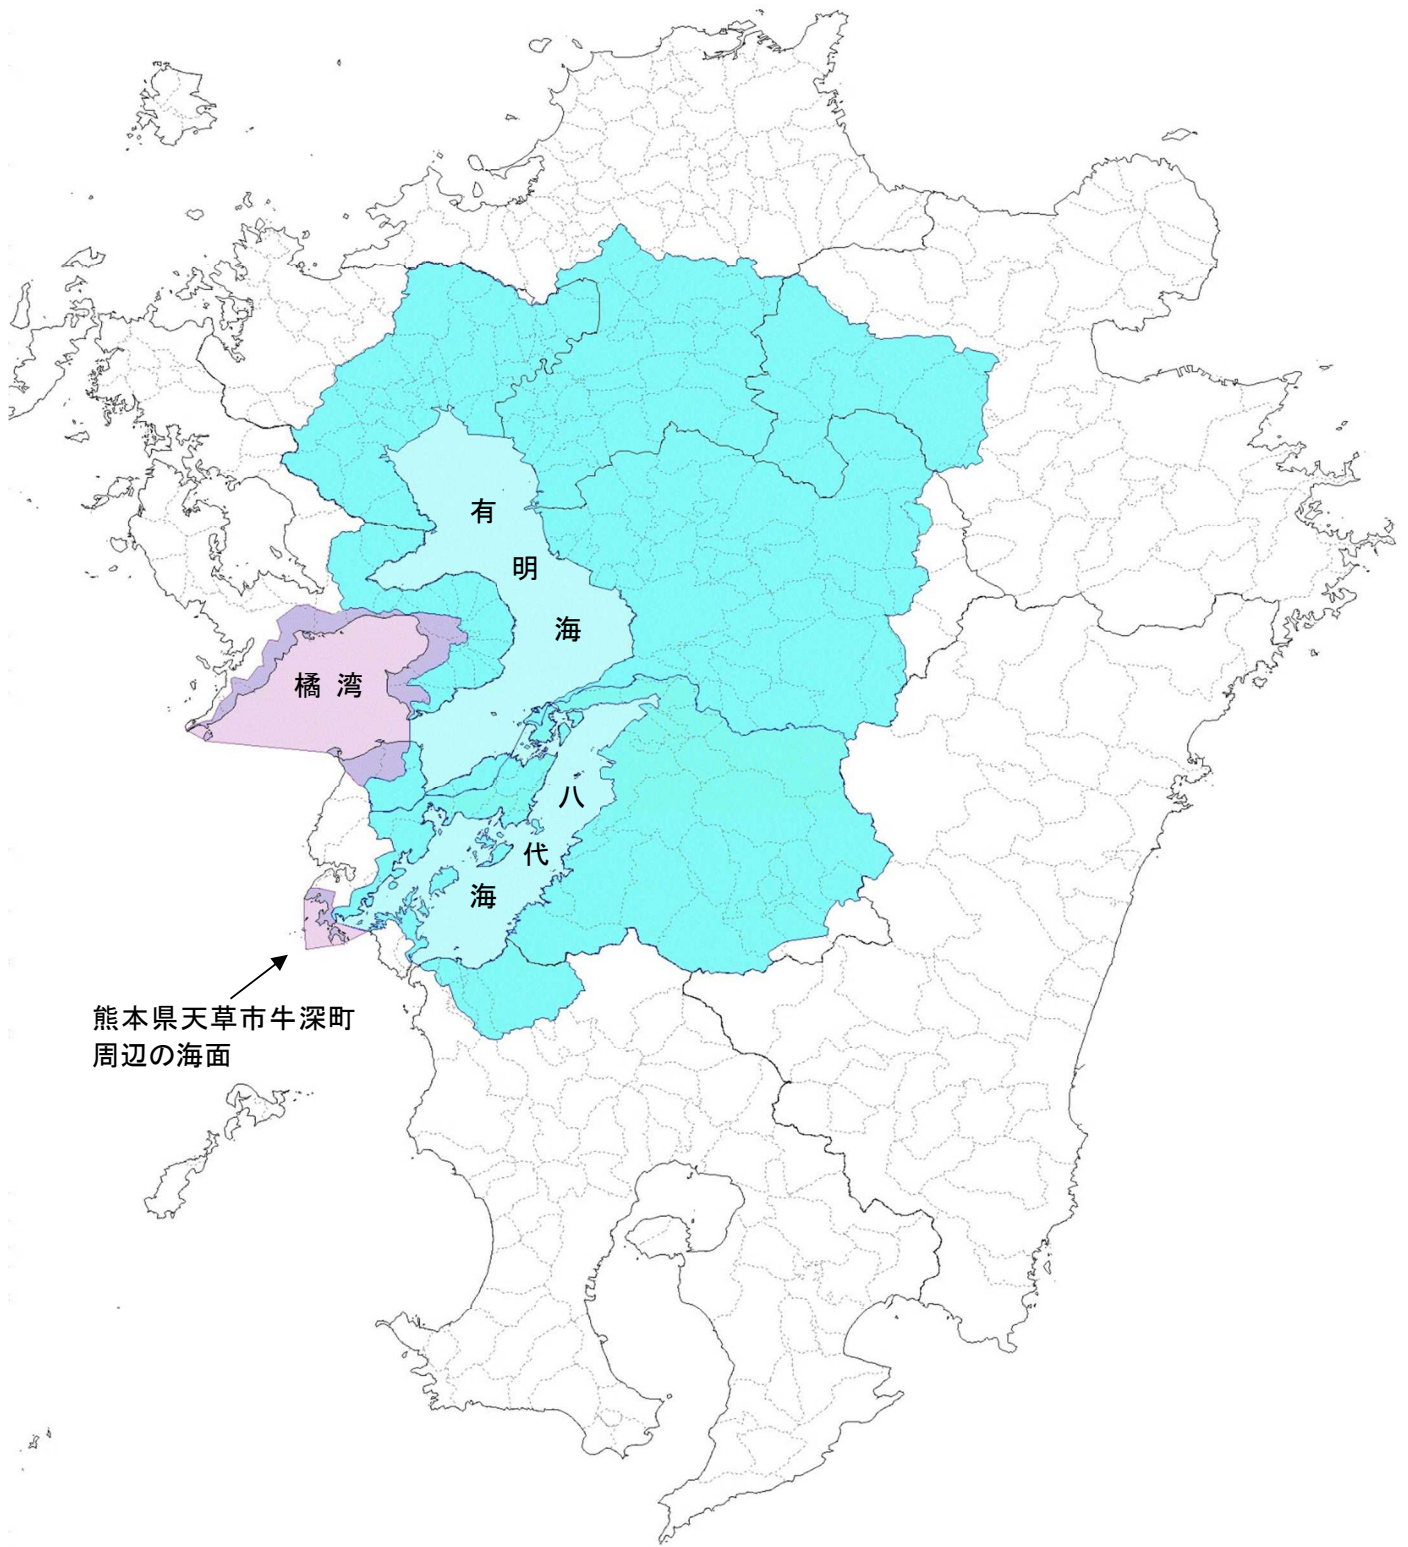 有明海
橘湾
八代海
熊本県天草市牛深町
周辺の海面